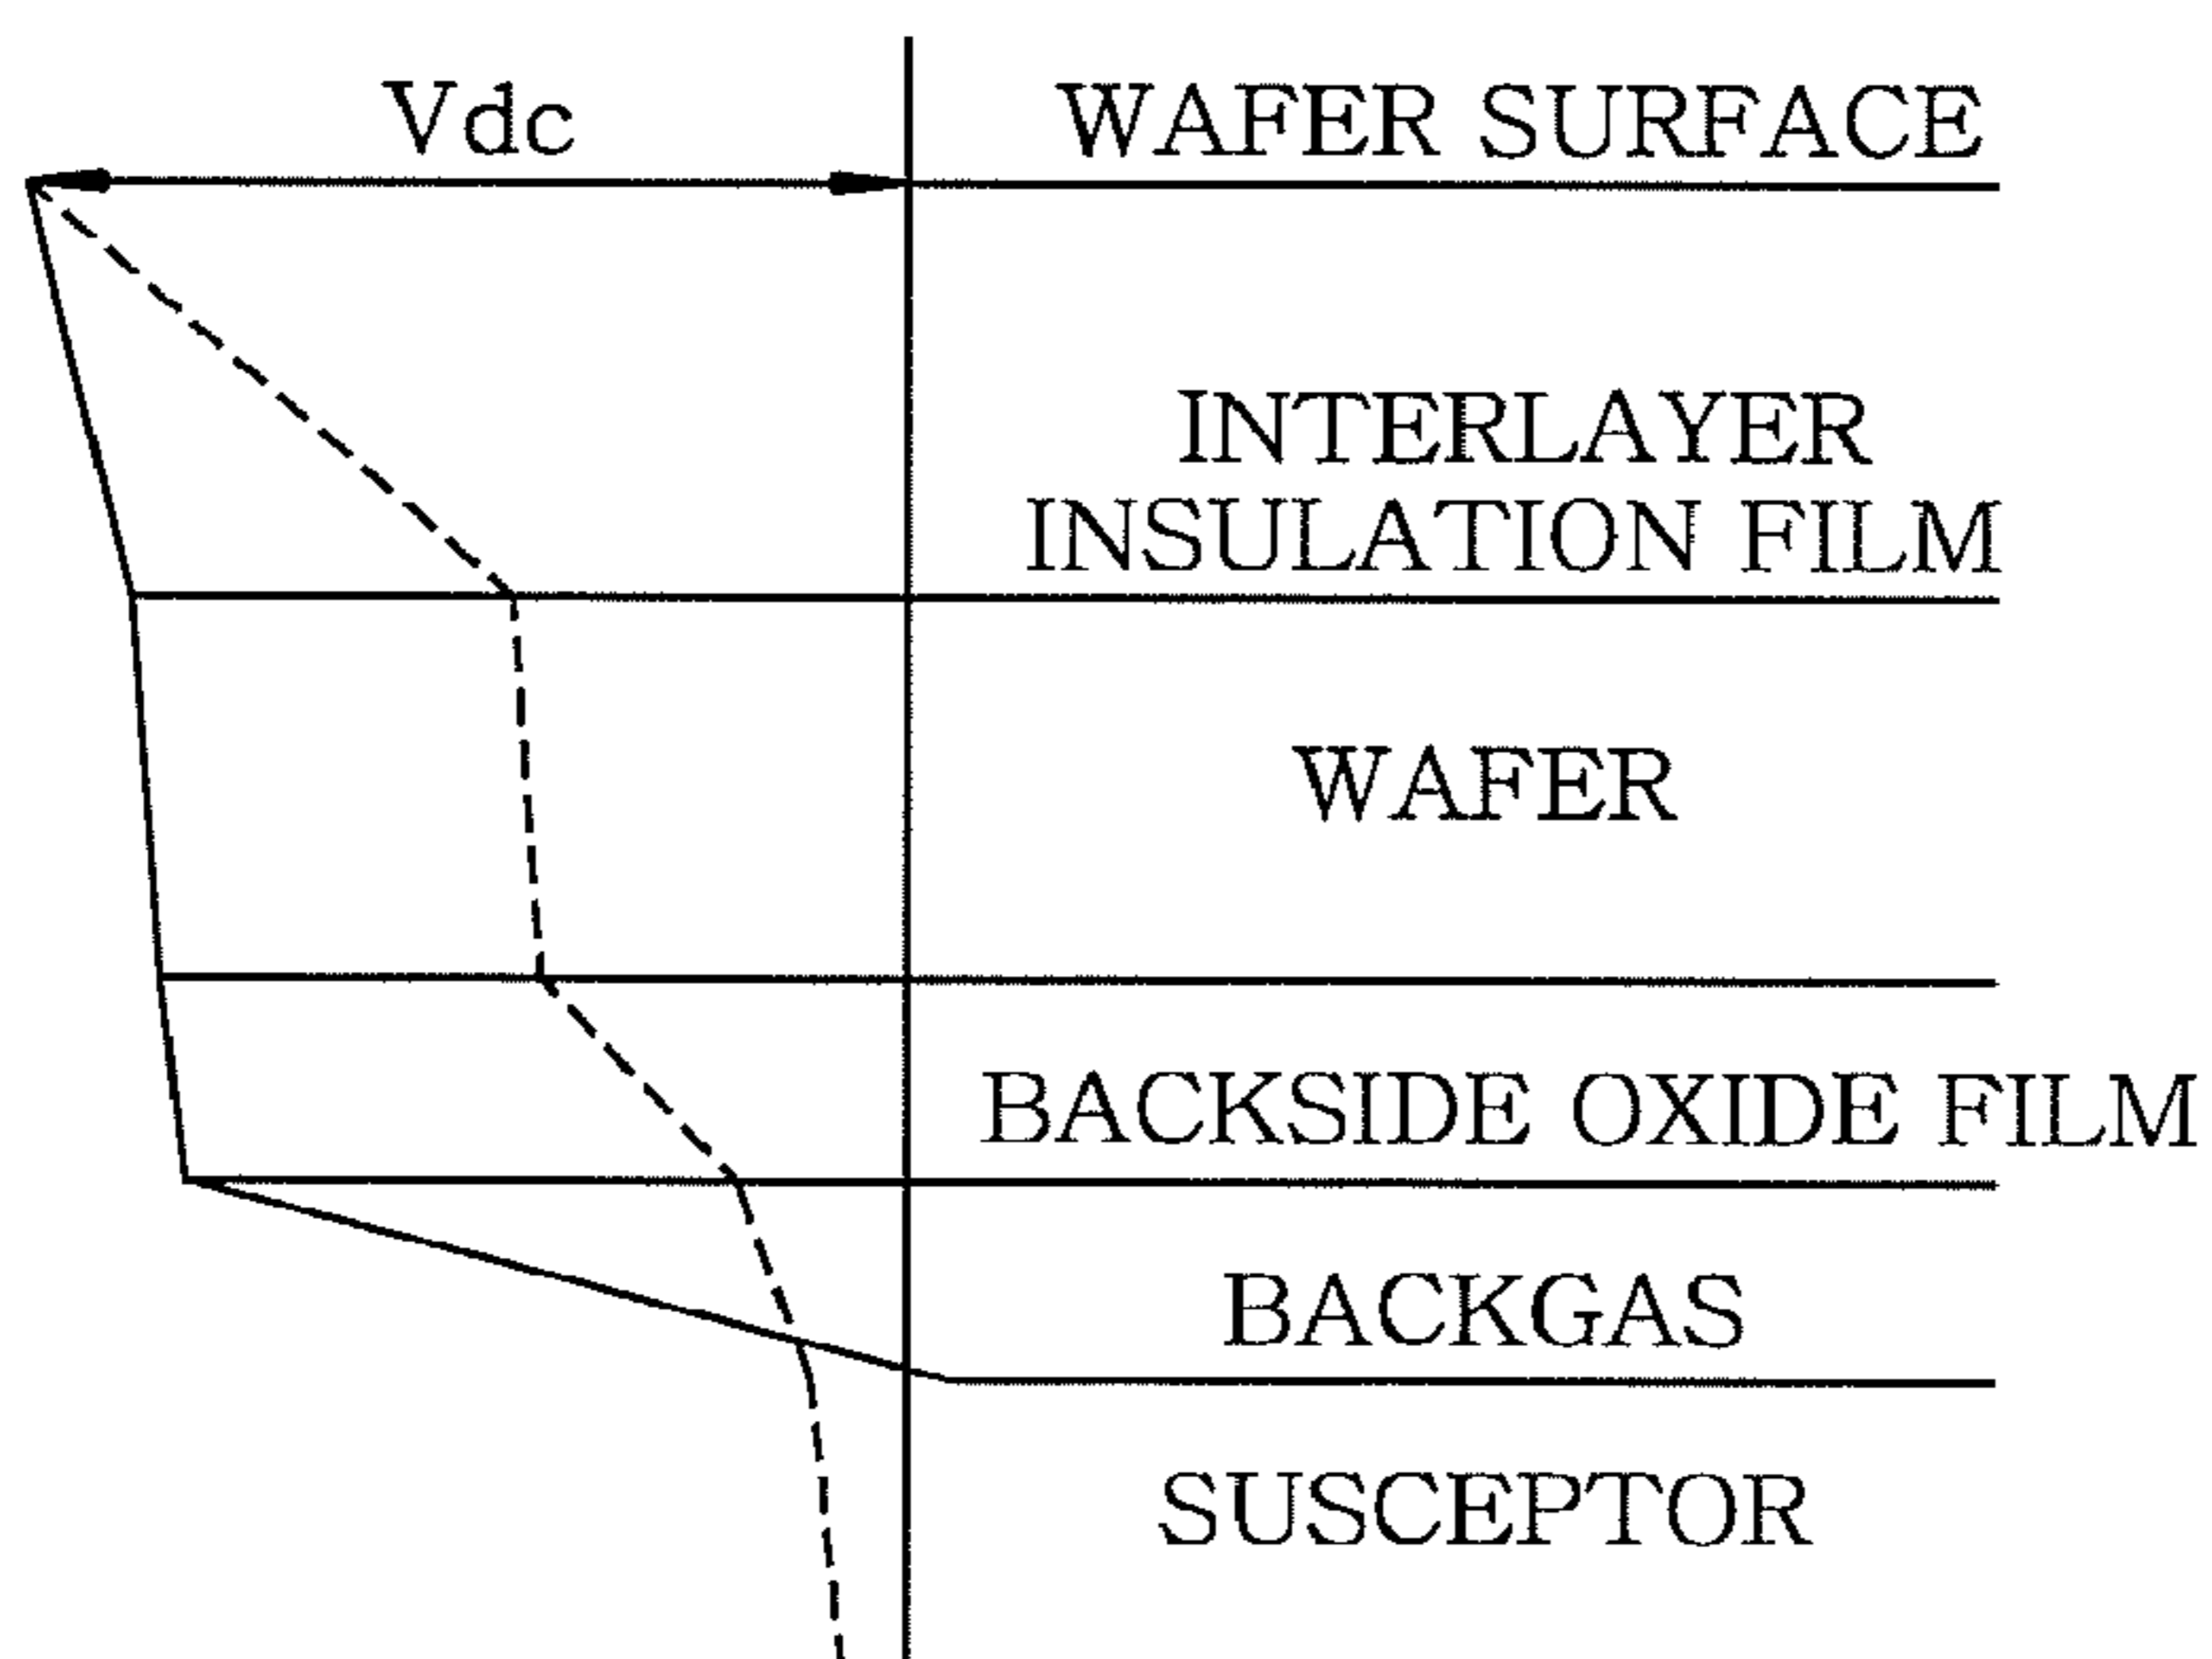 Vdc
WAFER SURFACE
INTERLAYER
INSULATION FILM
WAFER
BACKSIDE OXIDE FILM
BACKGAS
SUSCEPTOR